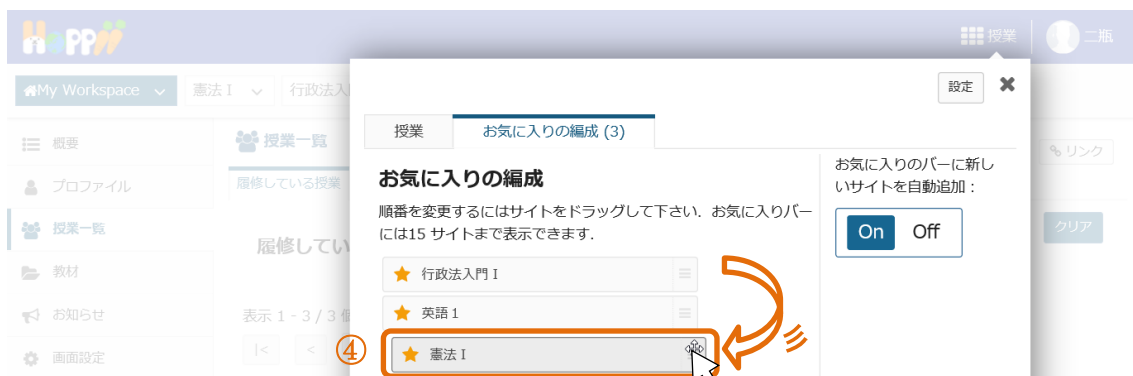 Hoppii
授業
二瓶
My Workspace
憲法 I
行政法入
設定
授業
お気に入りの編成 (3)
概要
プロファイル
授業一覧
教材
お知らせ
画面設定
授業一覧
リンク
履修している授業
クリア
履修してい
表示 1 - 3 / 3 個
|<
<
お気に入りの編成
順番を変更するにはサイトをドラッグして下さい．お気に入りバー
には15 サイトまで表示できます．
行政法入門 I
英語 1
④
憲法 I
お気に入りのバーに新し
いサイトを自動追加：
On
Off